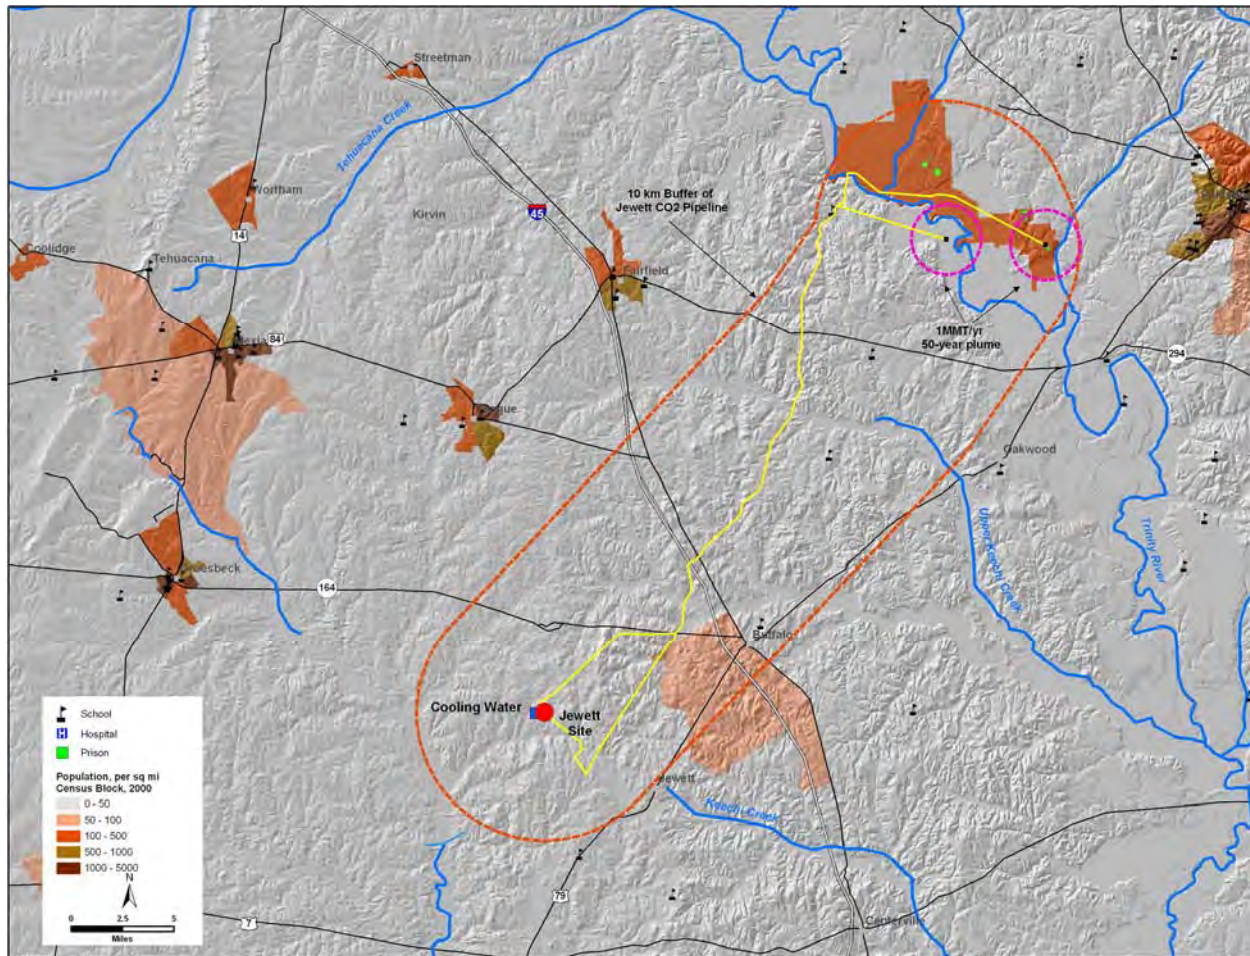 Streetman
Tehuacana Creek
Wortham
10 km Buffer of
Jewett CO2 Pipeline
45
Kirvin
14
Coolidge
Tehuacana
Fairfield
84
1MMT/yr
50-year plume
294
Oakwood
Upper Keechi Creek
Trinity River
164
Buffalo
Cooling Water
Jewett
Site
Jewett
Keechi Creek
School
Hospital
Prison
Population, per sq mi
Census Block, 2000
0 - 50
50 - 100
100 - 500
500 - 1000
1000 - 5000
N
0 2.5 5
Miles
7
79
Centerville